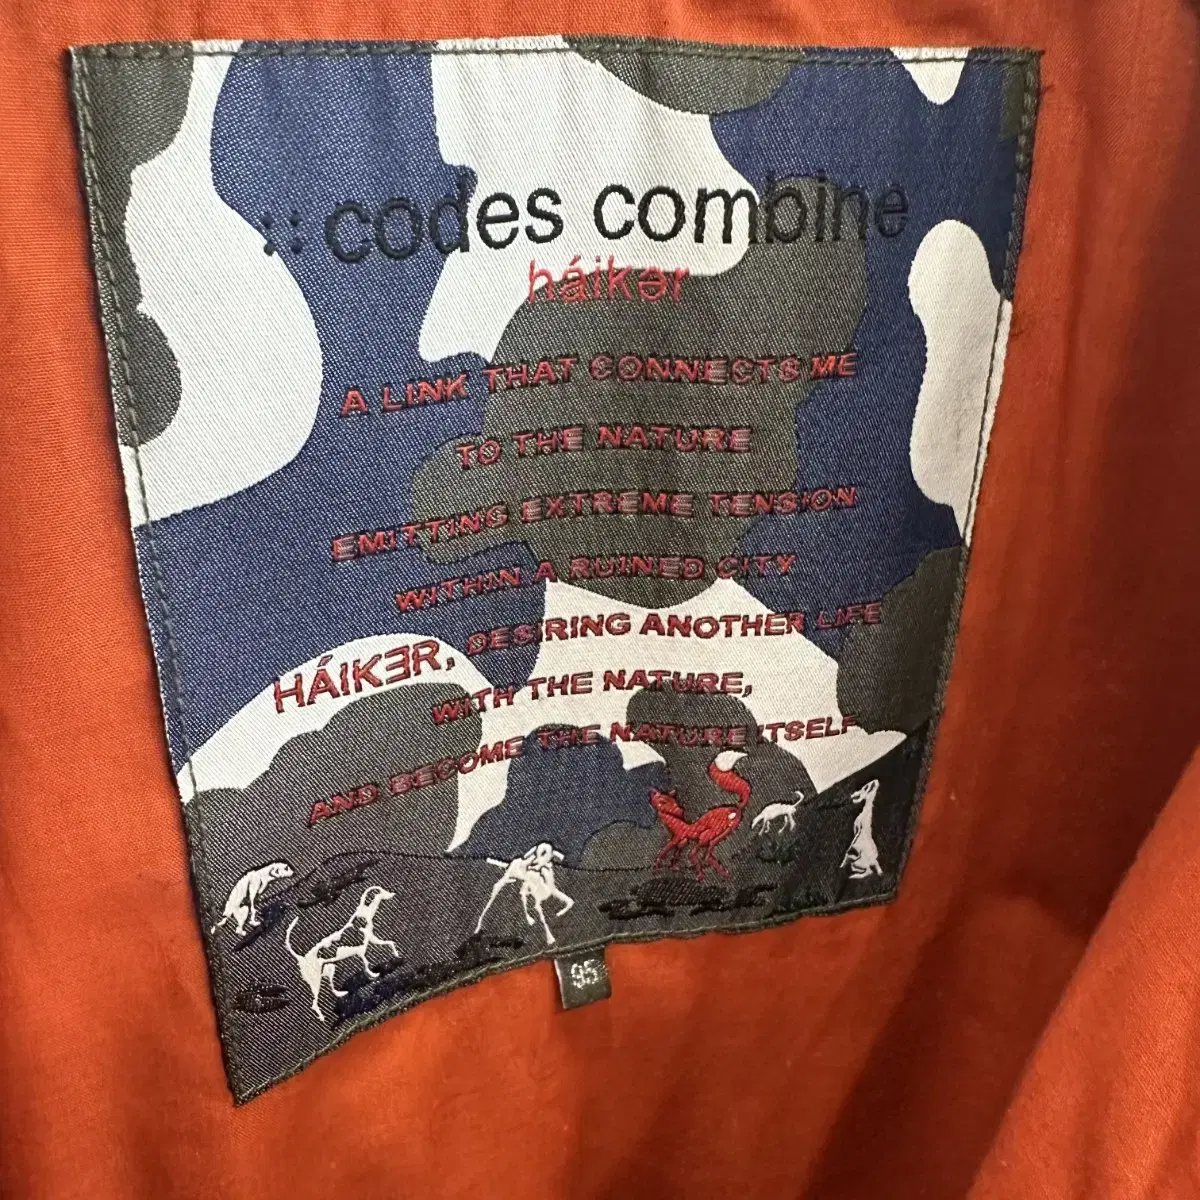 :: codes combine
háikər
A LINK THAT CONNECTS ME
TO THE NATURE
EMITTING EXTREME TENSION
WITHIN A RUINED CITY
HÁIKƎR, DESIRING ANOTHER LIFE
WITH THE NATURE,
AND BECOME THE NATURE ITSELF
95